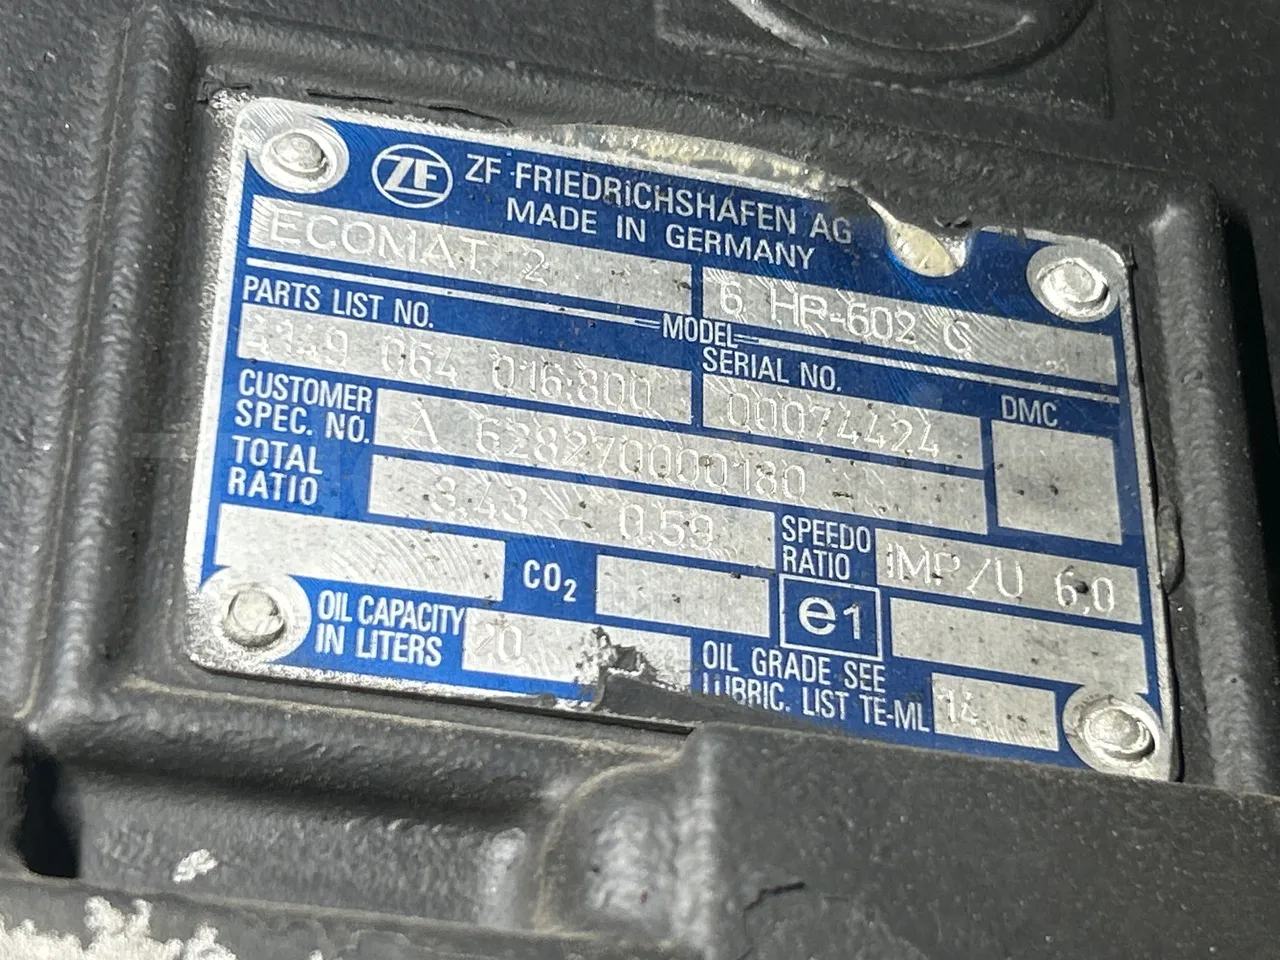 ZF ZF FRIEDRICHSHAFEN AG
MADE IN GERMANY
ECOMAT 2
6 HP-602 C
MODEL
PARTS LIST NO.
4149 064 016:800
SERIAL NO.
00074424
DMC
CUSTOMER
SPEC. NO.
A 6282700000180
TOTAL
RATIO
3.43 - 0.59
SPEEDO
RATIO
IMP/U 6,0
CO2
e1
OIL CAPACITY
IN LITERS
20
OIL GRADE SEE
LUBRIC. LIST TE-ML
14